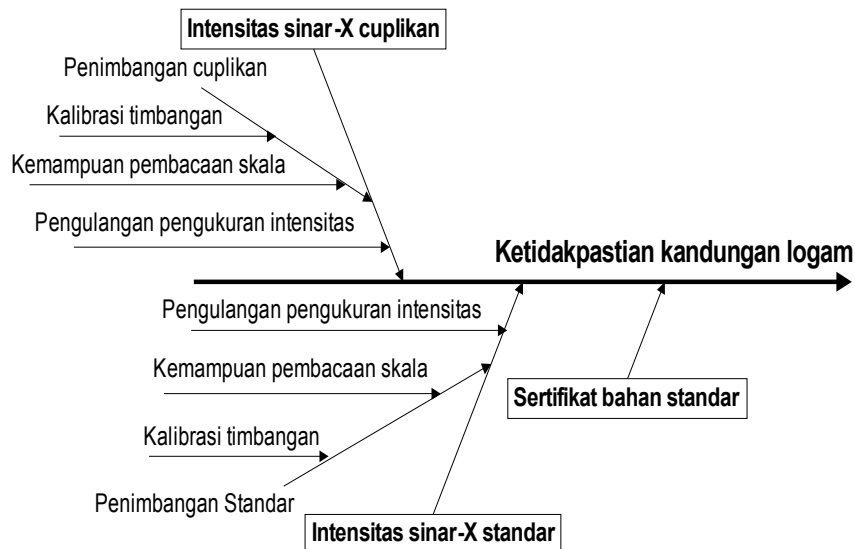 Intensitas sinar-X cuplikan
Penimbangan cuplikan
Kalibrasi timbangan
Kemampuan pembacaan skala
Pengulangan pengukuran intensitas
Ketidakpastian kandungan logam
Pengulangan pengukuran intensitas
Kemampuan pembacaan skala
Sertifikat bahan standar
Kalibrasi timbangan
Penimbangan Standar
Intensitas sinar-X standar